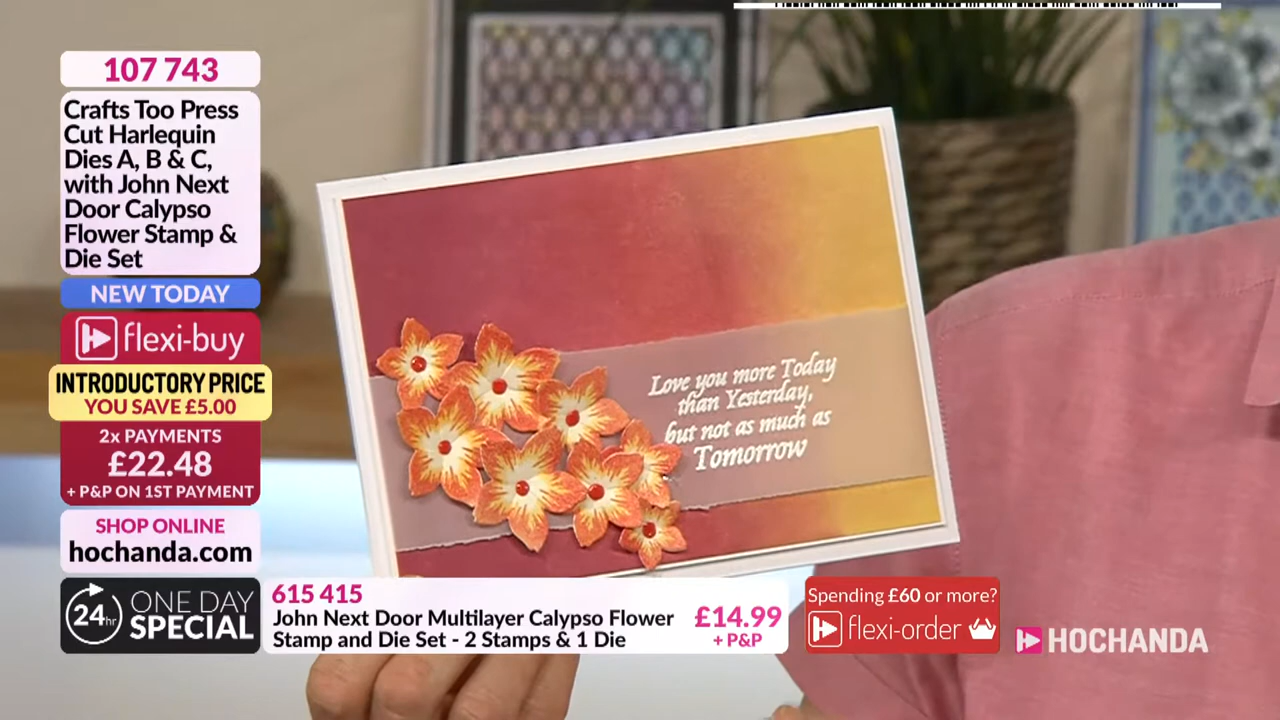 107 743
Crafts Too Press
Cut Harlequin
Dies A, B & C,
with John Next
Door Calypso
Flower Stamp &
Die Set
NEW TODAY
flexi-buy
INTRODUCTORY PRICE
YOU SAVE £5.00
2x PAYMENTS
£22.48
+ P&P ON 1ST PAYMENT
SHOP ONLINE
hochanda.com
24hr ONE DAY
SPECIAL
Love you more Today
than Yesterday,
but not as much as
Tomorrow
615 415
John Next Door Multilayer Calypso Flower
Stamp and Die Set - 2 Stamps & 1 Die
£14.99
+ P&P
Spending £60 or more?
flexi-order
HOCHANDA